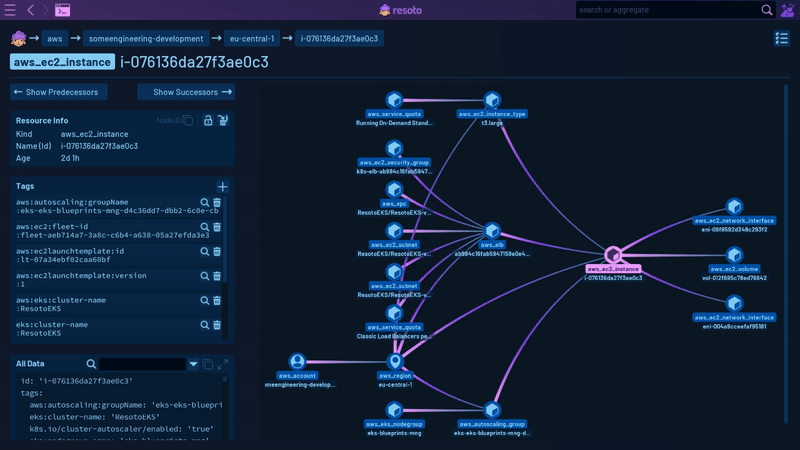 resoto
search or aggregate
aws
someengineering-development
eu-central-1
i-076136da27f3ae0c3
aws_ec2_instance i-076136da27f3ae0c3
Show Predecessors
Show Successors
Resource Info
Node ID
Kind aws_ec2_instance
Name(Id) i-076136da27f3ae0c3
Age 2d 1h
Tags
aws:autoscaling:groupName
:eks-eks-blueprints-mng-d4c36dd7-dbb2-6c0e-cb
aws:ec2:fleet-id
:fleet-aeb714a7-3a8c-c6b4-a638-05a27efda3e3
aws:ec2launchtemplate:id
:lt-07a34ebf02caa60bf
aws:ec2launchtemplate:version
:1
aws:eks:cluster-name
:ResotoEKS
eks:cluster-name
:ResotoEKS
All Data
id: 'i-076136da27f3ae0c3'
tags:
aws:autoscaling:groupName: 'eks-eks-blueprin
eks:cluster-name: 'ResotoEKS'
k8s.io/cluster-autoscaler/enabled: 'true'
aws_service_quota
Running On-Demand Stand...
aws_ec2_instance_type
t3.large
aws_ec2_security_group
k8s-elb-ab984c16fab5947...
aws_vpc
ResotoEKS/ResotoEKS-v...
aws_ec2_subnet
ResotoEKS/ResotoEKS-v...
aws_elb
ab984c16fab5947159e0e4...
aws_ec2_subnet
ResotoEKS/ResotoEKS-v...
aws_service_quota
Classic Load Balancers pe...
aws_account
omeengineering-develop...
aws_region
eu-central-1
aws_eks_nodegroup
eks-blueprints-mng
aws_autoscaling_group
eks-eks-blueprints-mng-d...
aws_ec2_instance
i-076136da27f3ae0c3
aws_ec2_network_interface
eni-09f8592d348c293f2
aws_ec2_volume
vol-012f695c78ed76642
aws_ec2_network_interface
eni-004a9cceefaf95181